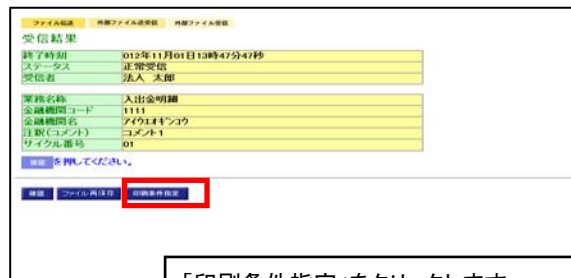 ファイル伝送 外部ファイル送受信 外部ファイル受信
受信結果
終了時刻 012年11月01日13時47分47秒
ステータス 正常受信
受信者 法人 太郎
業務名称 入出金明細
金融機関コード 1111
金融機関名 アイウエオギンコウ
注釈(コメント) コメント1
サイクル番号 01
確認 を押してください。
確認 ファイル再保存 印刷条件指定
「印刷条件指定」をクリックします